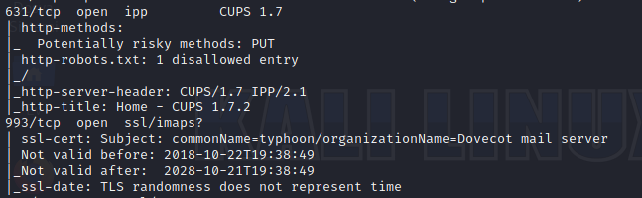 631/tcp open ipp CUPS 1.7
| http-methods:
|_ Potentially risky methods: PUT
| http-robots.txt: 1 disallowed entry
|_/
|_http-server-header: CUPS/1.7 IPP/2.1
|_http-title: Home - CUPS 1.7.2
993/tcp open ssl/imaps?
| ssl-cert: Subject: commonName=typhoon/organizationName=Dovecot mail server
| Not valid before: 2018-10-22T19:38:49
|_Not valid after: 2028-10-21T19:38:49
|_ssl-date: TLS randomness does not represent time
KALI LINUX